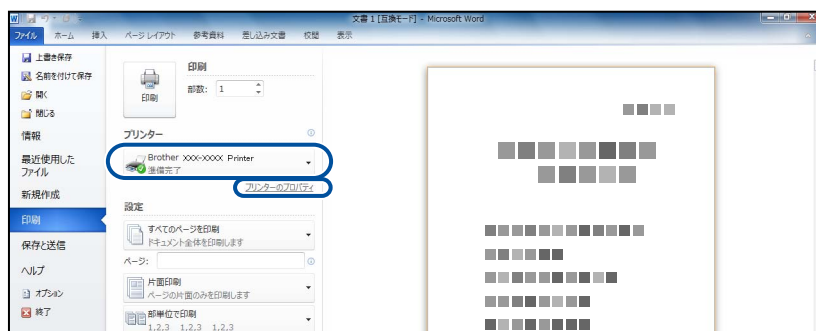 文書 1 [互換モード] - Microsoft Word
ファイル ホーム 挿入 ページ レイアウト 参考資料 差し込み文書 校閲 表示
上書き保存
名前を付けて保存
開く
閉じる
情報
最近使用した
ファイル
新規作成
印刷
保存と送信
ヘルプ
オプション
終了
印刷
印刷
部数: 1
プリンター
Brother XXX-XXXX Printer
準備完了
プリンターのプロパティ
設定
すべてのページを印刷
ドキュメント全体を印刷します
ページ:
片面印刷
ページの片面のみを印刷します
部単位で印刷
1,2,3 1,2,3 1,2,3